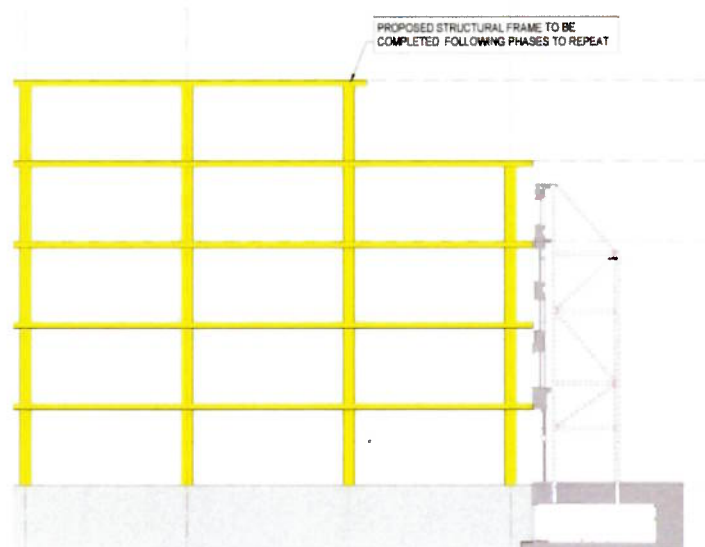 PROPOSED STRUCTURAL FRAME TO BE
COMPLETED FOLLOWING PHASES TO REPEAT